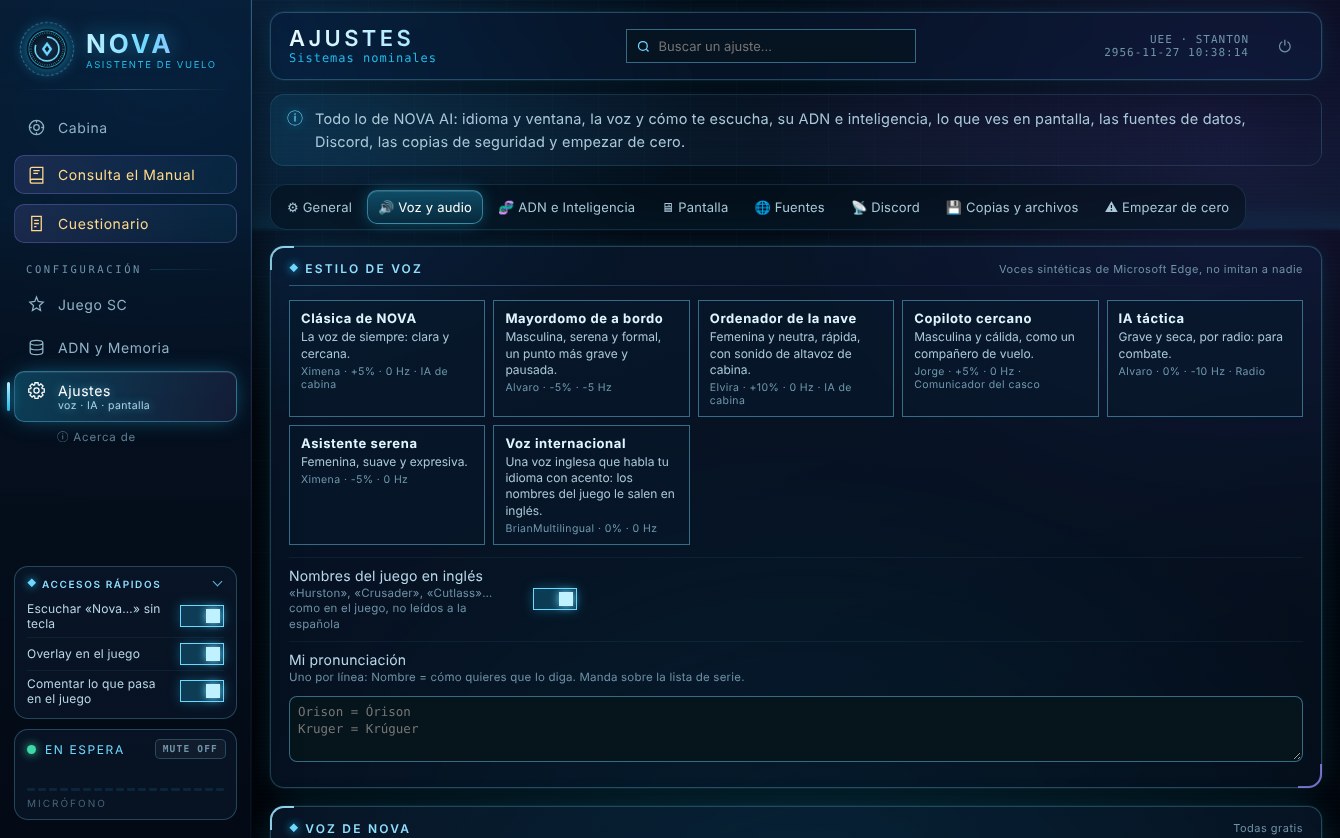 NOVA
ASISTENTE DE VUELO
Cabina
Consulta el Manual
Cuestionario
CONFIGURACIÓN
Juego SC
ADN y Memoria
Ajustes
voz · IA · pantalla
ⓘ Acerca de
ACCESOS RÁPIDOS
Escuchar «Nova...» sin
tecla
Overlay en el juego
Comentar lo que pasa
en el juego
EN ESPERA
MUTE OFF
MICRÓFONO
AJUSTES
Sistemas nominales
Buscar un ajuste...
UEE · STANTON
2956-11-27 10:38:14
Todo lo de NOVA AI: idioma y ventana, la voz y cómo te escucha, su ADN e inteligencia, lo que ves en pantalla, las fuentes de datos,
Discord, las copias de seguridad y empezar de cero.
⚙ General
🔊 Voz y audio
🧬 ADN e Inteligencia
🖥 Pantalla
🌐 Fuentes
📡 Discord
💾 Copias y archivos
⚠ Empezar de cero
ESTILO DE VOZ
Voces sintéticas de Microsoft Edge, no imitan a nadie
Clásica de NOVA
La voz de siempre: clara y
cercana.
Ximena · +5% · 0 Hz · IA de
cabina
Mayordomo de a bordo
Masculina, serena y formal,
un punto más grave y
pausada.
Alvaro · -5% · -5 Hz
Ordenador de la nave
Femenina y neutra, rápida,
con sonido de altavoz de
cabina.
Elvira · +10% · 0 Hz · IA de
cabina
Copiloto cercano
Masculina y cálida, como un
compañero de vuelo.
Jorge · +5% · 0 Hz ·
Comunicador del casco
IA táctica
Grave y seca, por radio: para
combate.
Alvaro · 0% · -10 Hz · Radio
Asistente serena
Femenina, suave y expresiva.
Ximena · -5% · 0 Hz
Voz internacional
Una voz inglesa que habla tu
idioma con acento: los
nombres del juego le salen en
inglés.
BrianMultilingual · 0% · 0 Hz
Nombres del juego en inglés
«Hurston», «Crusader», «Cutlass»...
como en el juego, no leídos a la
española
Mi pronunciación
Uno por línea: Nombre = cómo quieres que lo diga. Manda sobre la lista de serie.
Orison = Órison
Kruger = Krúguer
VOZ DE NOVA
Todas gratis